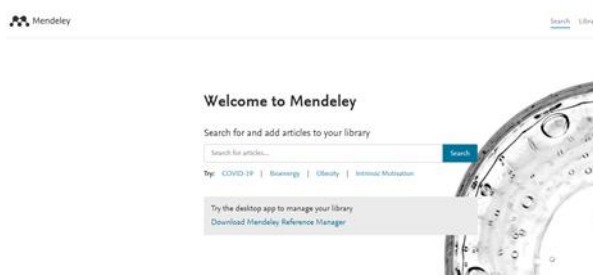 Mendeley
Search
Welcome to Mendeley
Search for and add articles to your library
Search for articles...
Search
Try: COVID-19 | Bioenergy | Obesity | Intrinsic Motivation
Try the desktop app to manage your library
Download Mendeley Reference Manager